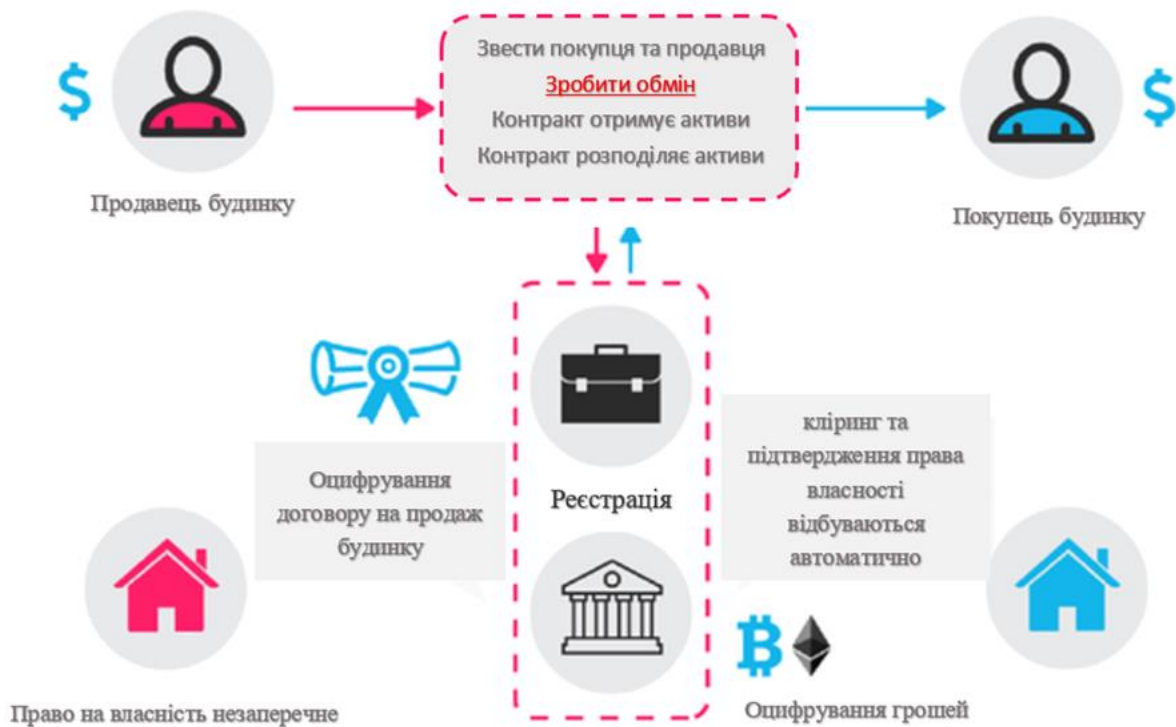 Звести покупця та продавця
Зробити обмін
Контракт отримує активи
Контракт розподіляє активи
$
$
Продавець будинку
Покупець будинку
Оцифрування
договору на продаж
будинку
Реєстрація
кліринг та
підтвердження права
власності
відбуваються
автоматично
Право на власність незаперечне
Оцифрування грошей